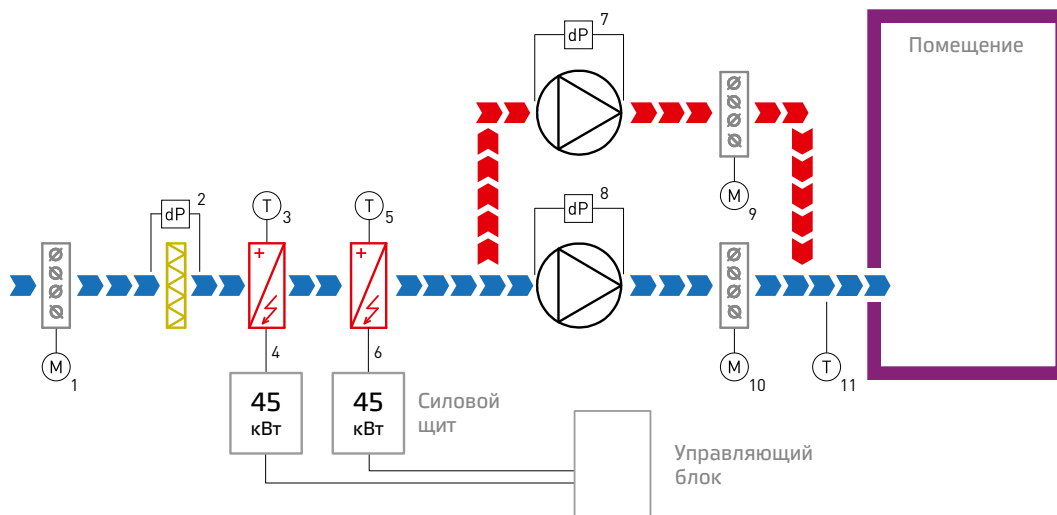 dP 7
Помещение
M 9
dP 2
T 3
T 5
dP 8
+
+
M 1
4
6
M 10
T 11
45 кВт
45 кВт
Силовой
щит
Управляющий
блок